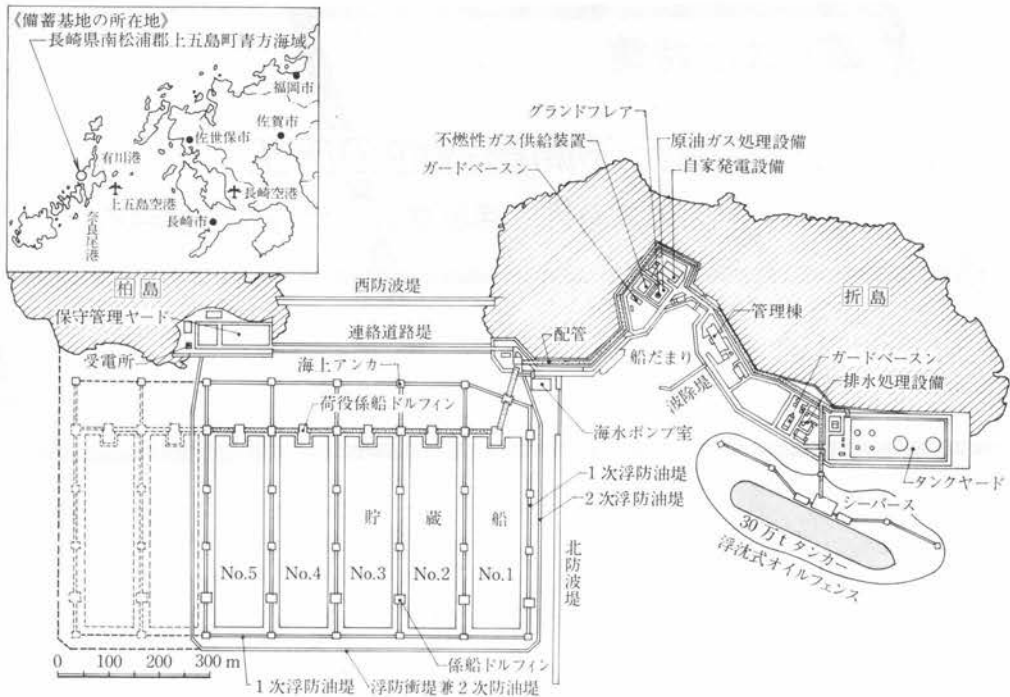 《備蓄基地の所在地》
長崎県南松浦郡上五島町青方海域
福岡市
佐賀市
佐世保市
有川港
上五島空港
長崎空港
長崎市
奈良尾港
グランドフレア
不燃性ガス供給装置
原油ガス処理設備
ガードベースン
自家発電設備
柏島
西防波堤
折島
保守管理ヤード
連絡道路堤
配管
管理棟
受電所
船だまり
海上アンカー
ガードベースン
荷役係船ドルフィン
波除堤
排水処理設備
海水ポンプ室
1次浮防油堤
タンクヤード
2次浮防油堤
シーバース
貯蔵船
30万tタンカー
浮沈式オイルフェンス
北防波堤
No.5
No.4
No.3
No.2
No.1
係船ドルフィン
0 100 200 300 m
1次浮防油堤
浮防衝堤兼2次防油堤